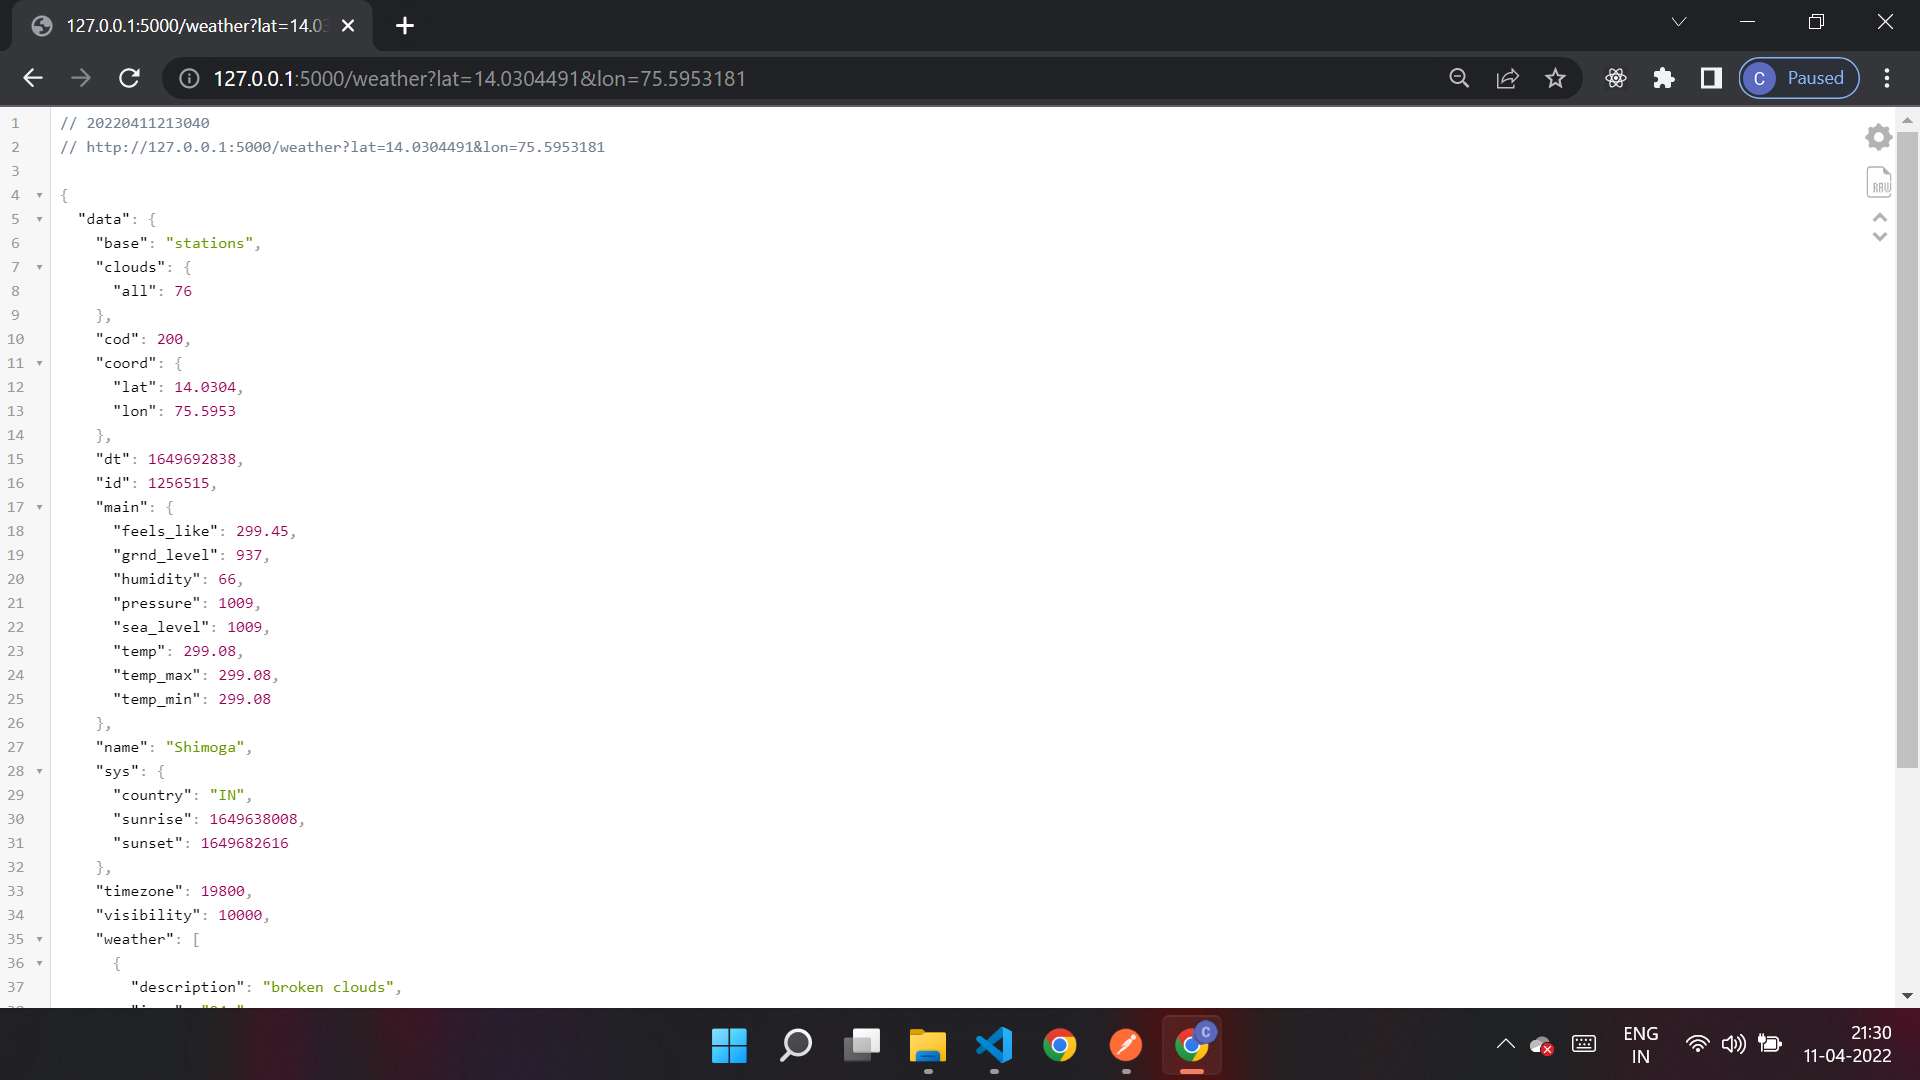 127.0.0.1:5000/weather?lat=14.03
127.0.0.1:5000/weather?lat=14.0304491&lon=75.5953181
C Paused
1 // 20220411213040
2 // http://127.0.0.1:5000/weather?lat=14.0304491&lon=75.5953181
3
4 {
5 "data": {
6 "base": "stations",
7 "clouds": {
8 "all": 76
9 },
10 "cod": 200,
11 "coord": {
12 "lat": 14.0304,
13 "lon": 75.5953
14 },
15 "dt": 1649692838,
16 "id": 1256515,
17 "main": {
18 "feels_like": 299.45,
19 "grnd_level": 937,
20 "humidity": 66,
21 "pressure": 1009,
22 "sea_level": 1009,
23 "temp": 299.08,
24 "temp_max": 299.08,
25 "temp_min": 299.08
26 },
27 "name": "Shimoga",
28 "sys": {
29 "country": "IN",
30 "sunrise": 1649638008,
31 "sunset": 1649682616
32 },
33 "timezone": 19800,
34 "visibility": 10000,
35 "weather": [
36 {
37 "description": "broken clouds",
RAW
C
ENG
IN
21:30
11-04-2022